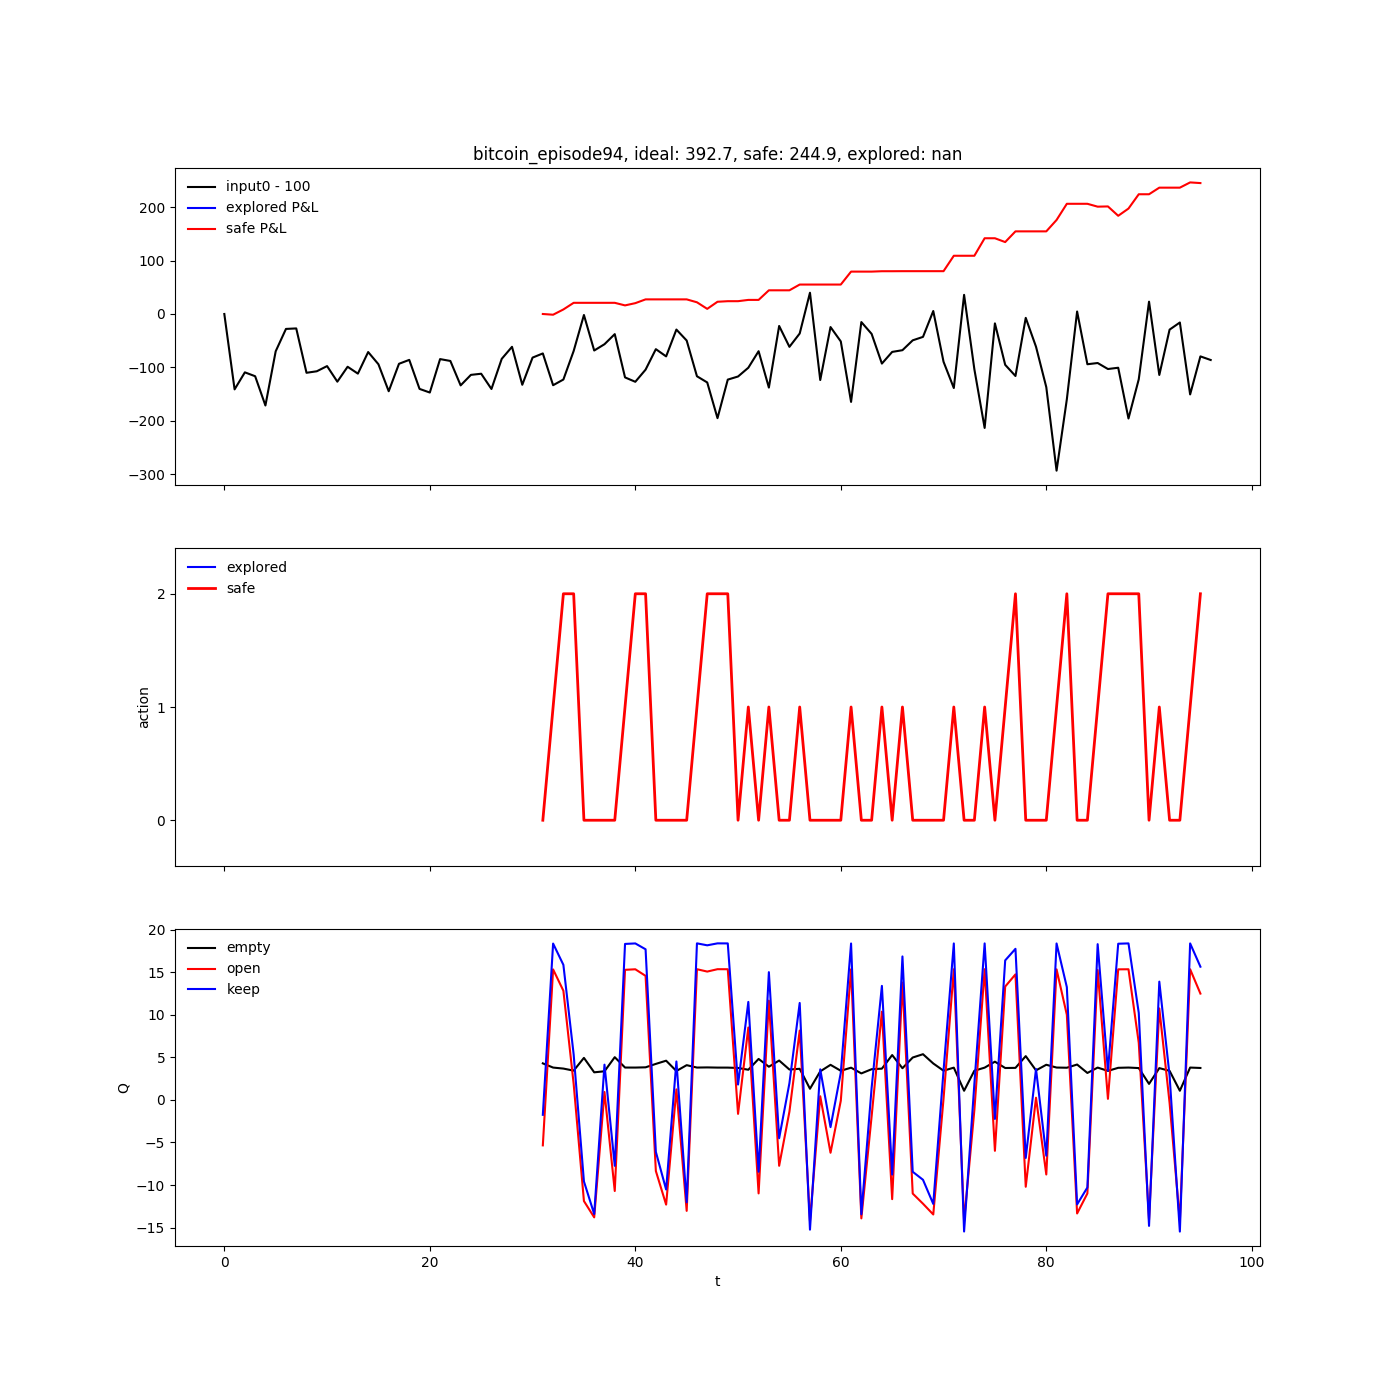 bitcoin_episode94, ideal: 392.7, safe: 244.9, explored: nan
input0 - 100
explored P&L
safe P&L
200
100
0
−100
−200
−300
explored
safe
2
1
0
action
empty
open
keep
20
15
10
5
0
−5
−10
−15
Q
0 20 40 60 80 100
t